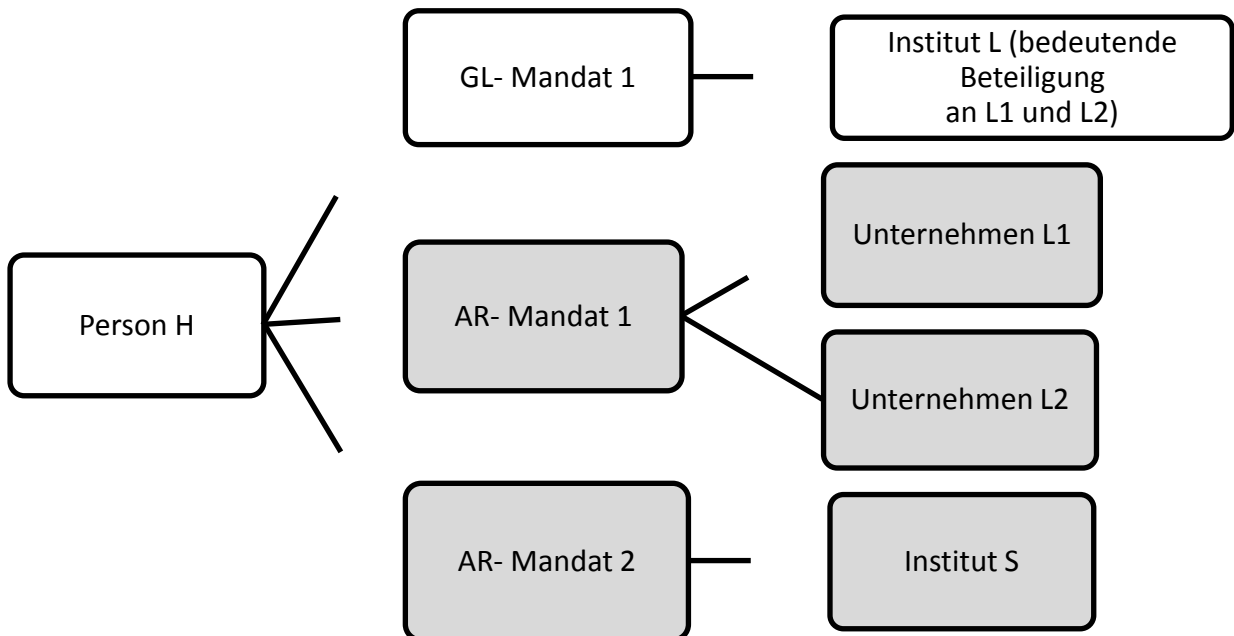 GL- Mandat 1
Institut L (bedeutende
Beteiligung
an L1 und L2)
Unternehmen L1
Person H
AR- Mandat 1
Unternehmen L2
AR- Mandat 2
Institut S